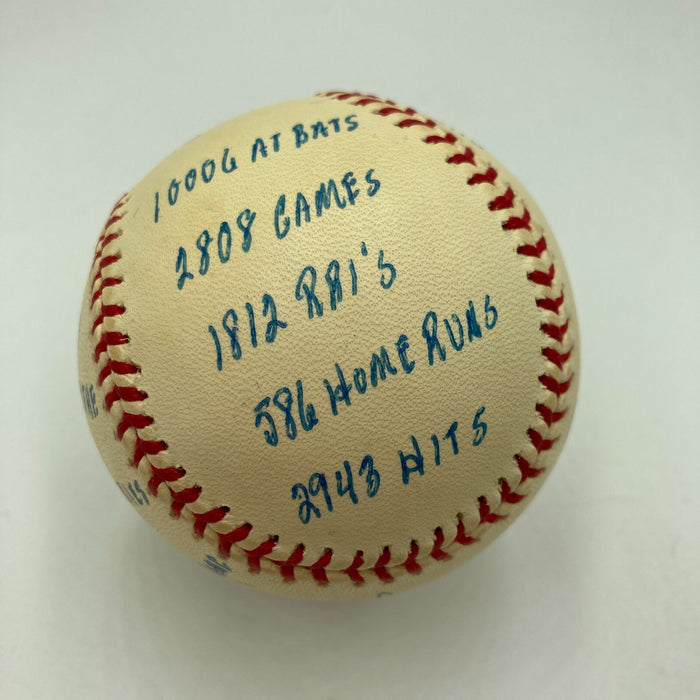 10006 AT BATS
2808 GAMES
1812 RBI'S
586 HOME RUNS
2943 HITS